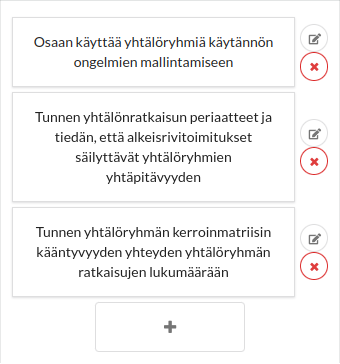 Osaan käyttää yhtälöryhmiä käytännön
ongelmien mallintamiseen
Tunnen yhtälönratkaisun periaatteet ja
tiedän, että alkeisrivitoimitukset
säilyttävät yhtälöryhmien
yhtäpitävyyden
Tunnen yhtälöryhmän kerroinmatriisin
kääntyvyyden yhteyden yhtälöryhmän
ratkaisujen lukumäärään